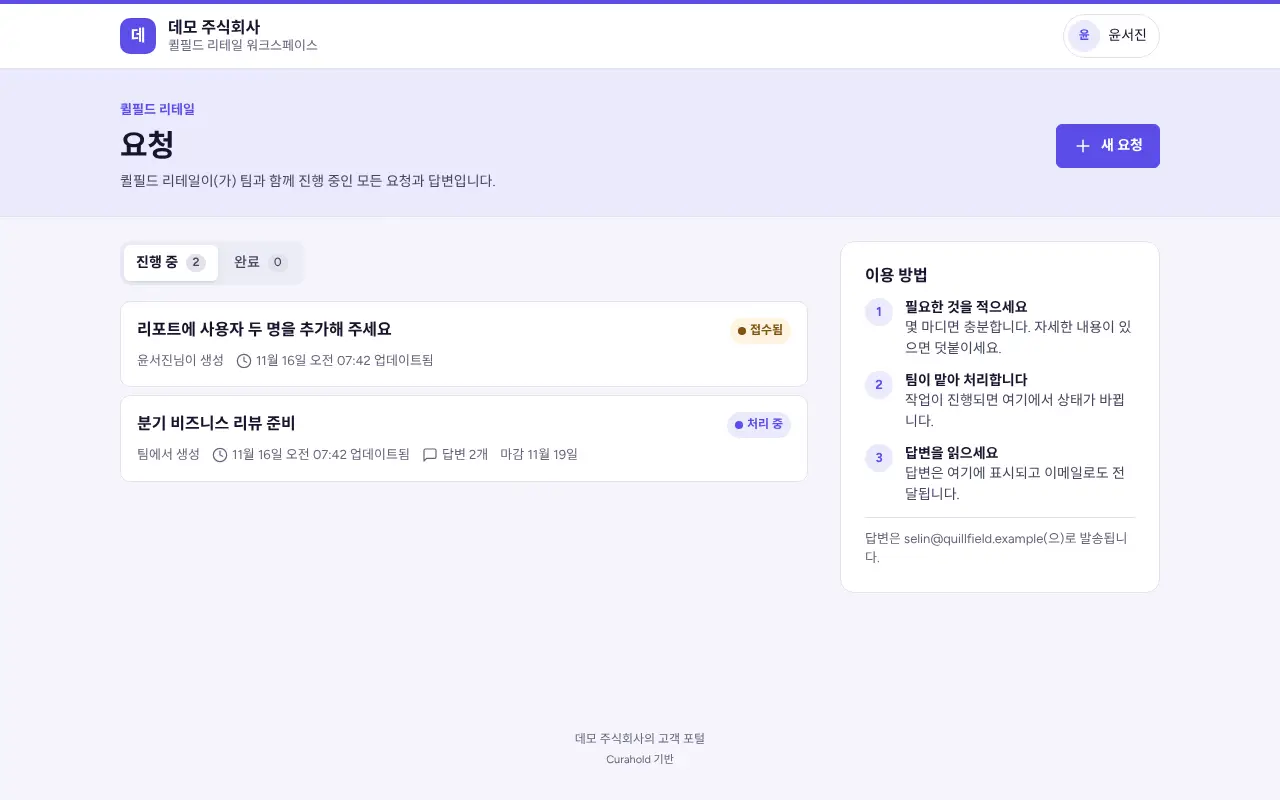 데
데모 주식회사
퀼필드 리테일 워크스페이스
윤
윤서진
퀼필드 리테일
요청
퀼필드 리테일이(가) 팀과 함께 진행 중인 모든 요청과 답변입니다.
새 요청
진행 중 2
완료 0
리포트에 사용자 두 명을 추가해 주세요
접수됨
윤서진님이 생성 11월 16일 오전 07:42 업데이트됨
분기 비즈니스 리뷰 준비
처리 중
팀에서 생성 11월 16일 오전 07:42 업데이트됨 답변 2개 마감 11월 19일
이용 방법
1
필요한 것을 적으세요
몇 마디면 충분합니다. 자세한 내용이 있
으면 덧붙이세요.
2
팀이 맡아 처리합니다
작업이 진행되면 여기에서 상태가 바뀝
니다.
3
답변을 읽으세요
답변은 여기에 표시되고 이메일로도 전
달됩니다.
답변은 selin@quillfield.example(으)로 발송됩니
다.
데모 주식회사의 고객 포털
Curahold 기반